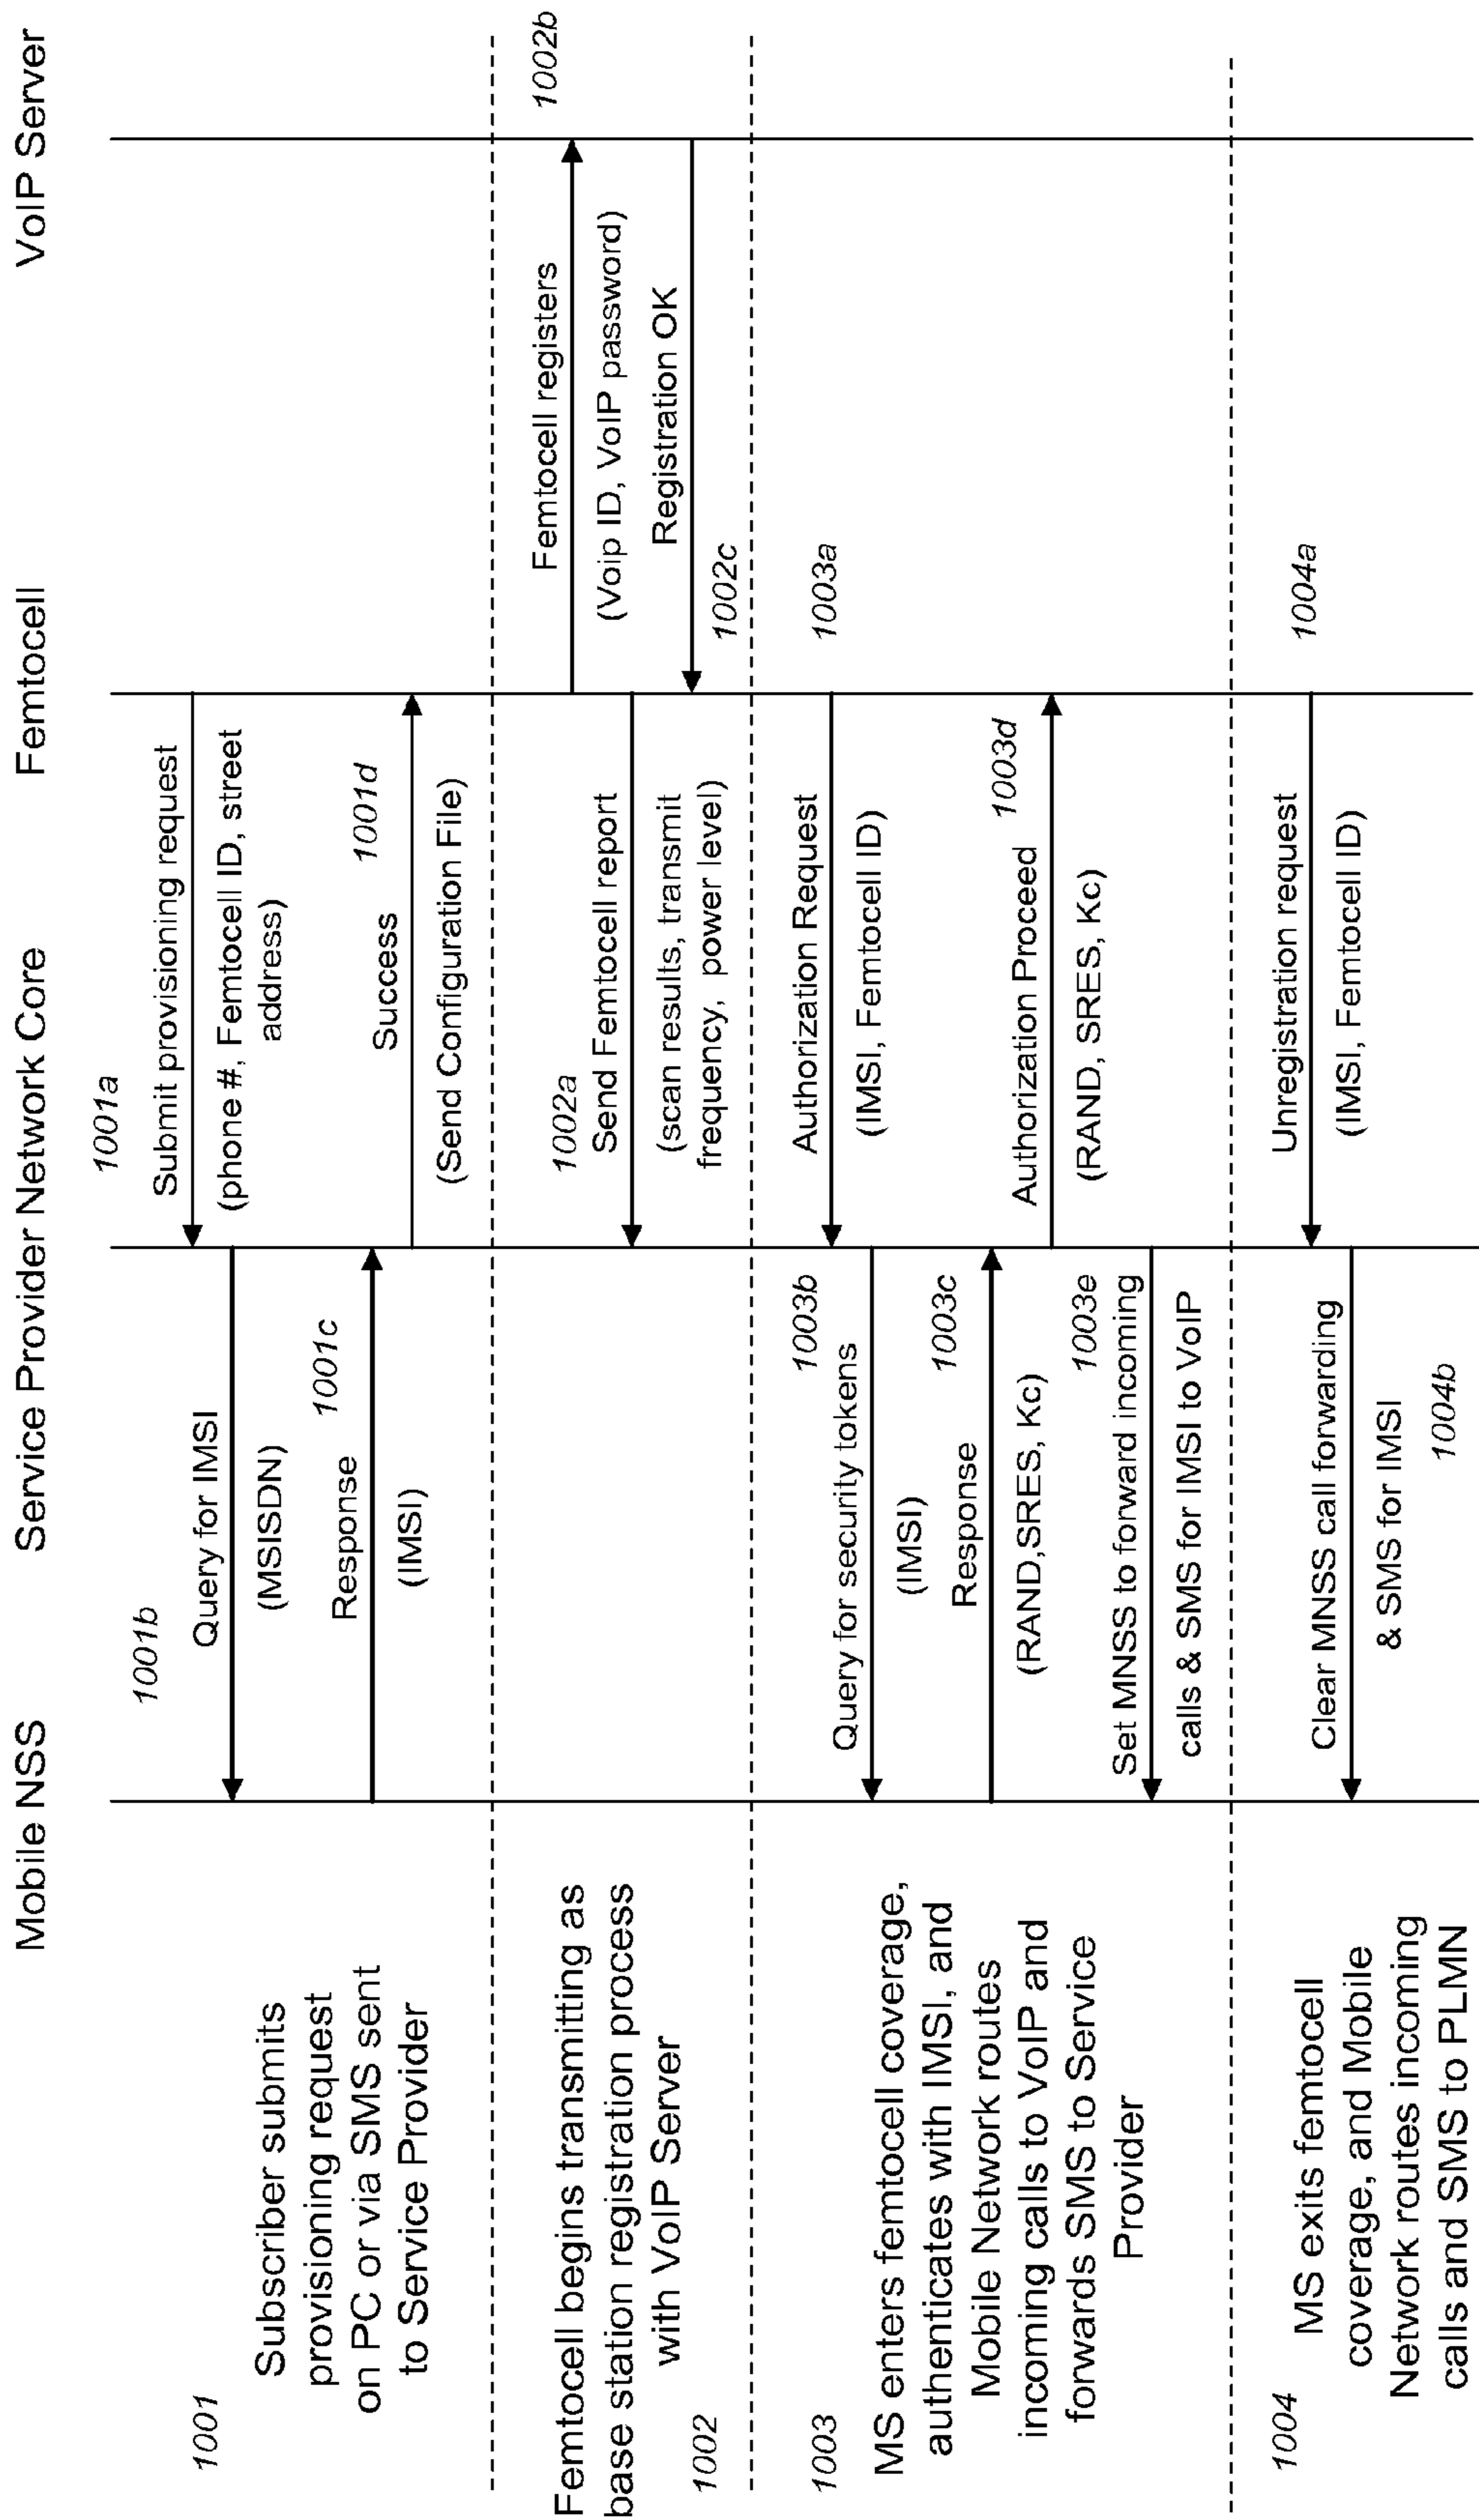 Mobile NSS
Service Provider Network Core
Femtocell
VoIP Server
1001
Subscriber submits
provisioning request
on PC or via SMS sent
to Service Provider
1001a
Submit provisioning request
(phone #, Femtocell ID, street
address)
1001b
Query for IMSI
(MSISDN)
1001c
Response
(IMSI)
1001d
Success
(Send Configuration File)
Femtocell begins transmitting as
base station registration process
with VoIP Server
1002
1002b
Femtocell registers
(Voip ID, VoIP password)
1002a
Send Femtocell report
(scan results, transmit
frequency, power level)
Registration OK
1002c
1003
MS enters femtocell coverage,
authenticates with IMSI, and
Mobile Network routes
incoming calls to VoIP and
forwards SMS to Service
Provider
1003a
Authorization Request
(IMSI, Femtocell ID)
1003b
Query for security tokens
(IMSI)
1003c
Response
(RAND,SRES, Kc)
1003d
Authorization Proceed
(RAND, SRES, Kc)
1003e
Set MNSS to forward incoming
calls & SMS for IMSI to VoIP
1004
MS exits femtocell
coverage, and Mobile
Network routes incoming
calls and SMS to PLMN
1004a
Unregistration request
(IMSI, Femtocell ID)
Clear MNSS call forwarding
& SMS for IMSI
1004b